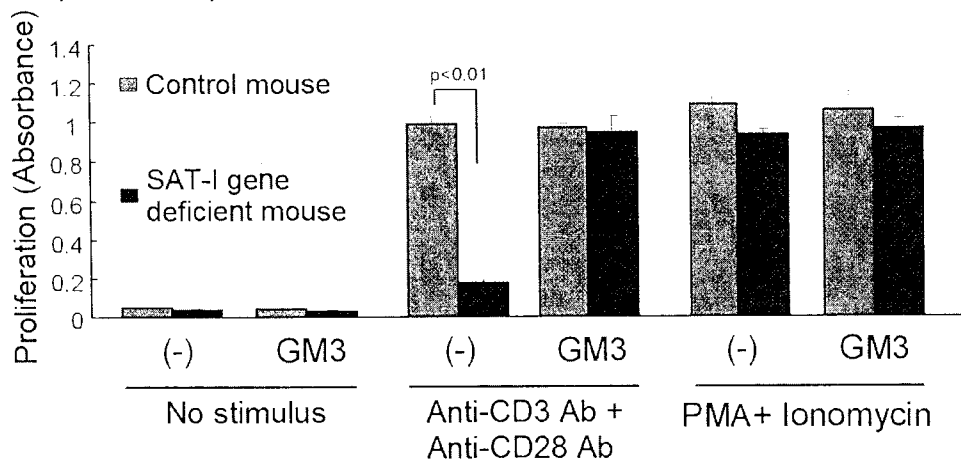 Proliferation (Absorbance)
1.4
1.2
1
0.8
0.6
0.4
0.2
0
Control mouse
SAT-I gene
deficient mouse
p<0.01
(-) GM3 (-) GM3 (-) GM3
No stimulus
Anti-CD3 Ab +
Anti-CD28 Ab
PMA+ Ionomycin